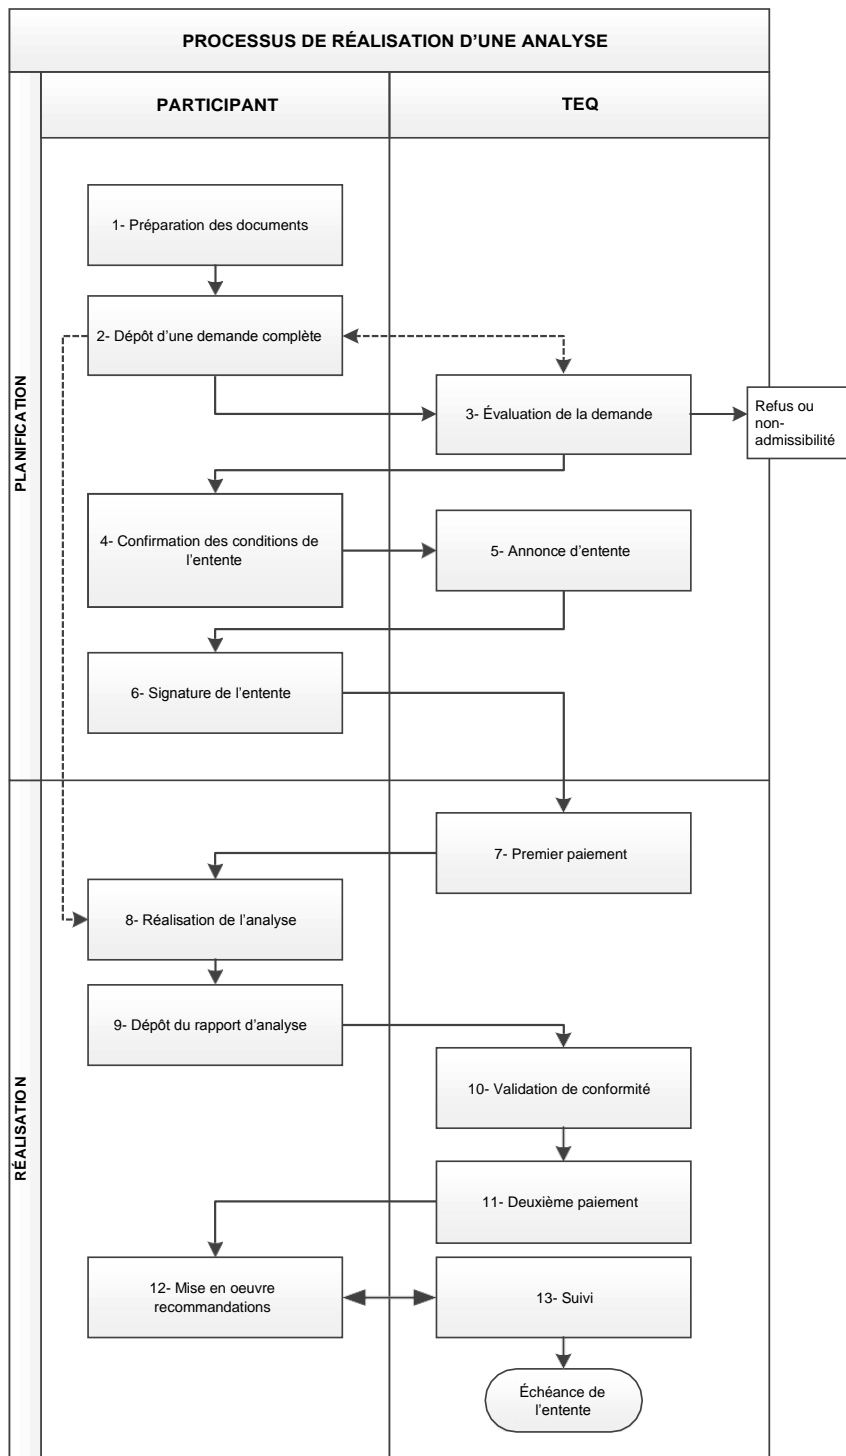 PROCESSUS DE RÉALISATION D’UNE ANALYSE
PARTICIPANT
TEQ
PLANIFICATION
1- Préparation des documents
2- Dépôt d’une demande complète
3- Évaluation de la demande
Refus ou
non-
admissibilité
4- Confirmation des conditions de
l’entente
5- Annonce d’entente
6- Signature de l’entente
RÉALISATION
7- Premier paiement
8- Réalisation de l’analyse
9- Dépôt du rapport d’analyse
10- Validation de conformité
11- Deuxième paiement
12- Mise en oeuvre
recommandations
13- Suivi
Échéance de
l’entente